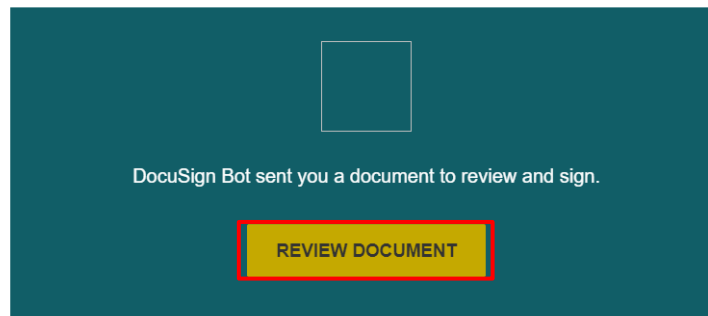 DocuSign Bot sent you a document to review and sign.
REVIEW DOCUMENT